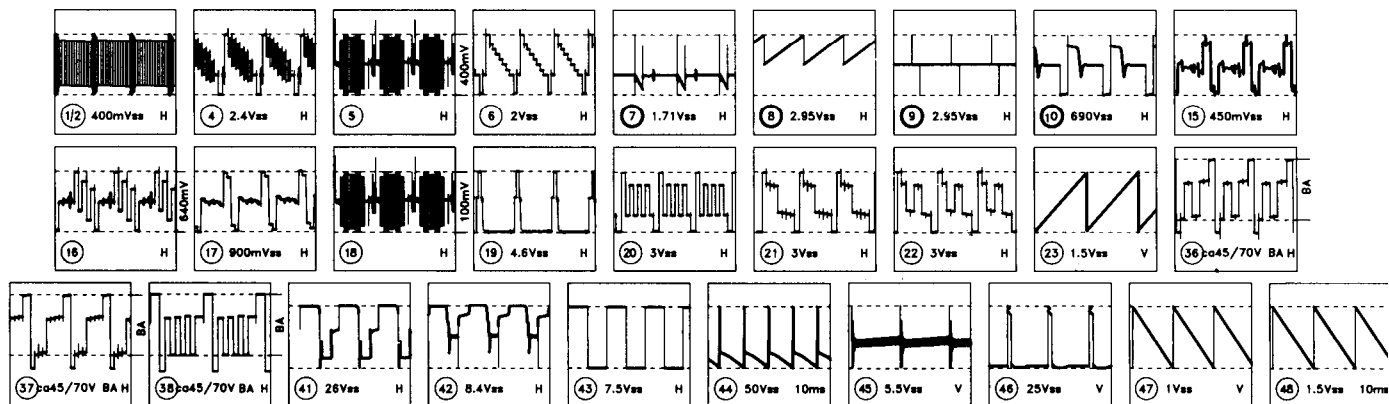 1/2 400mVss H
4 2.4Vss H
5 H
400mV
6 2Vss H
7 1.71Vss H
8 2.95Vss H
9 2.95Vss H
10 690Vss H
15 450mVss H
16 H
640mV
17 900mVss H
18 H
100mV
19 4.6Vss H
20 3Vss H
21 3Vss H
22 3Vss H
23 1.5Vss V
36 ca45/70V BA H
BA
37 ca45/70V BA H
BA
38 ca45/70V BA H
BA
41 26Vss H
42 8.4Vss H
43 7.5Vss H
44 50Vss 10ms
45 5.5Vss V
46 25Vss V
47 1Vss V
48 1.5Vss 10ms